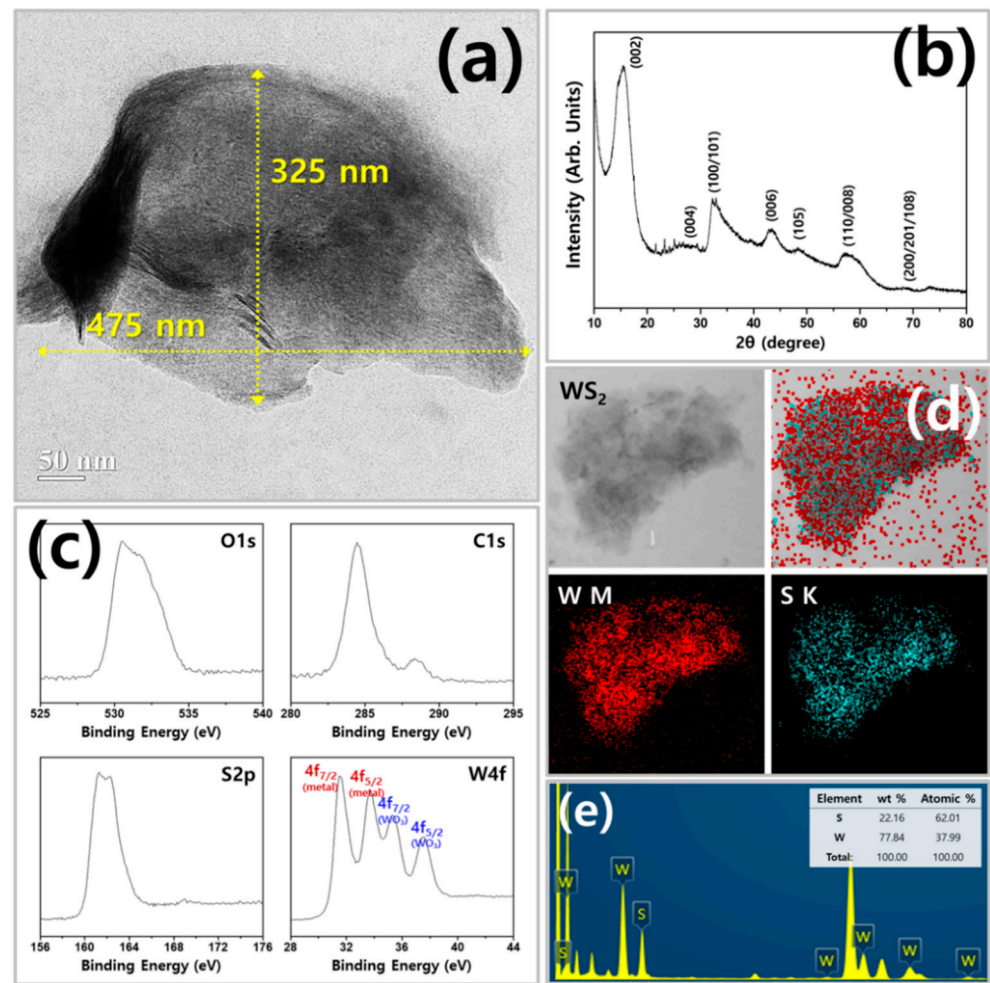 (a)
325 nm
475 nm
50 nm
(b)
Intensity (Arb. Units)
(002)
(004)
(100/101)
(006)
(105)
(110/008)
(200/201/108)
10 20 30 40 50 60 70 80
2θ (degree)
(c)
O1s
525 530 535 540
Binding Energy (eV)
C1s
280 285 290 295
Binding Energy (eV)
S2p
156 160 164 168 172 176
Binding Energy (eV)
W4f
4f7/2
(metal)
4f5/2
(metal)
4f7/2
(WO3)
4f5/2
(WO3)
28 32 36 40 44
Binding Energy (eV)
(d)
WS2
W M
S K
(e)
Element wt % Atomic %
S 22.16 62.01
W 77.84 37.99
Total: 100.00 100.00
W
S
W
S
W
W
W
W